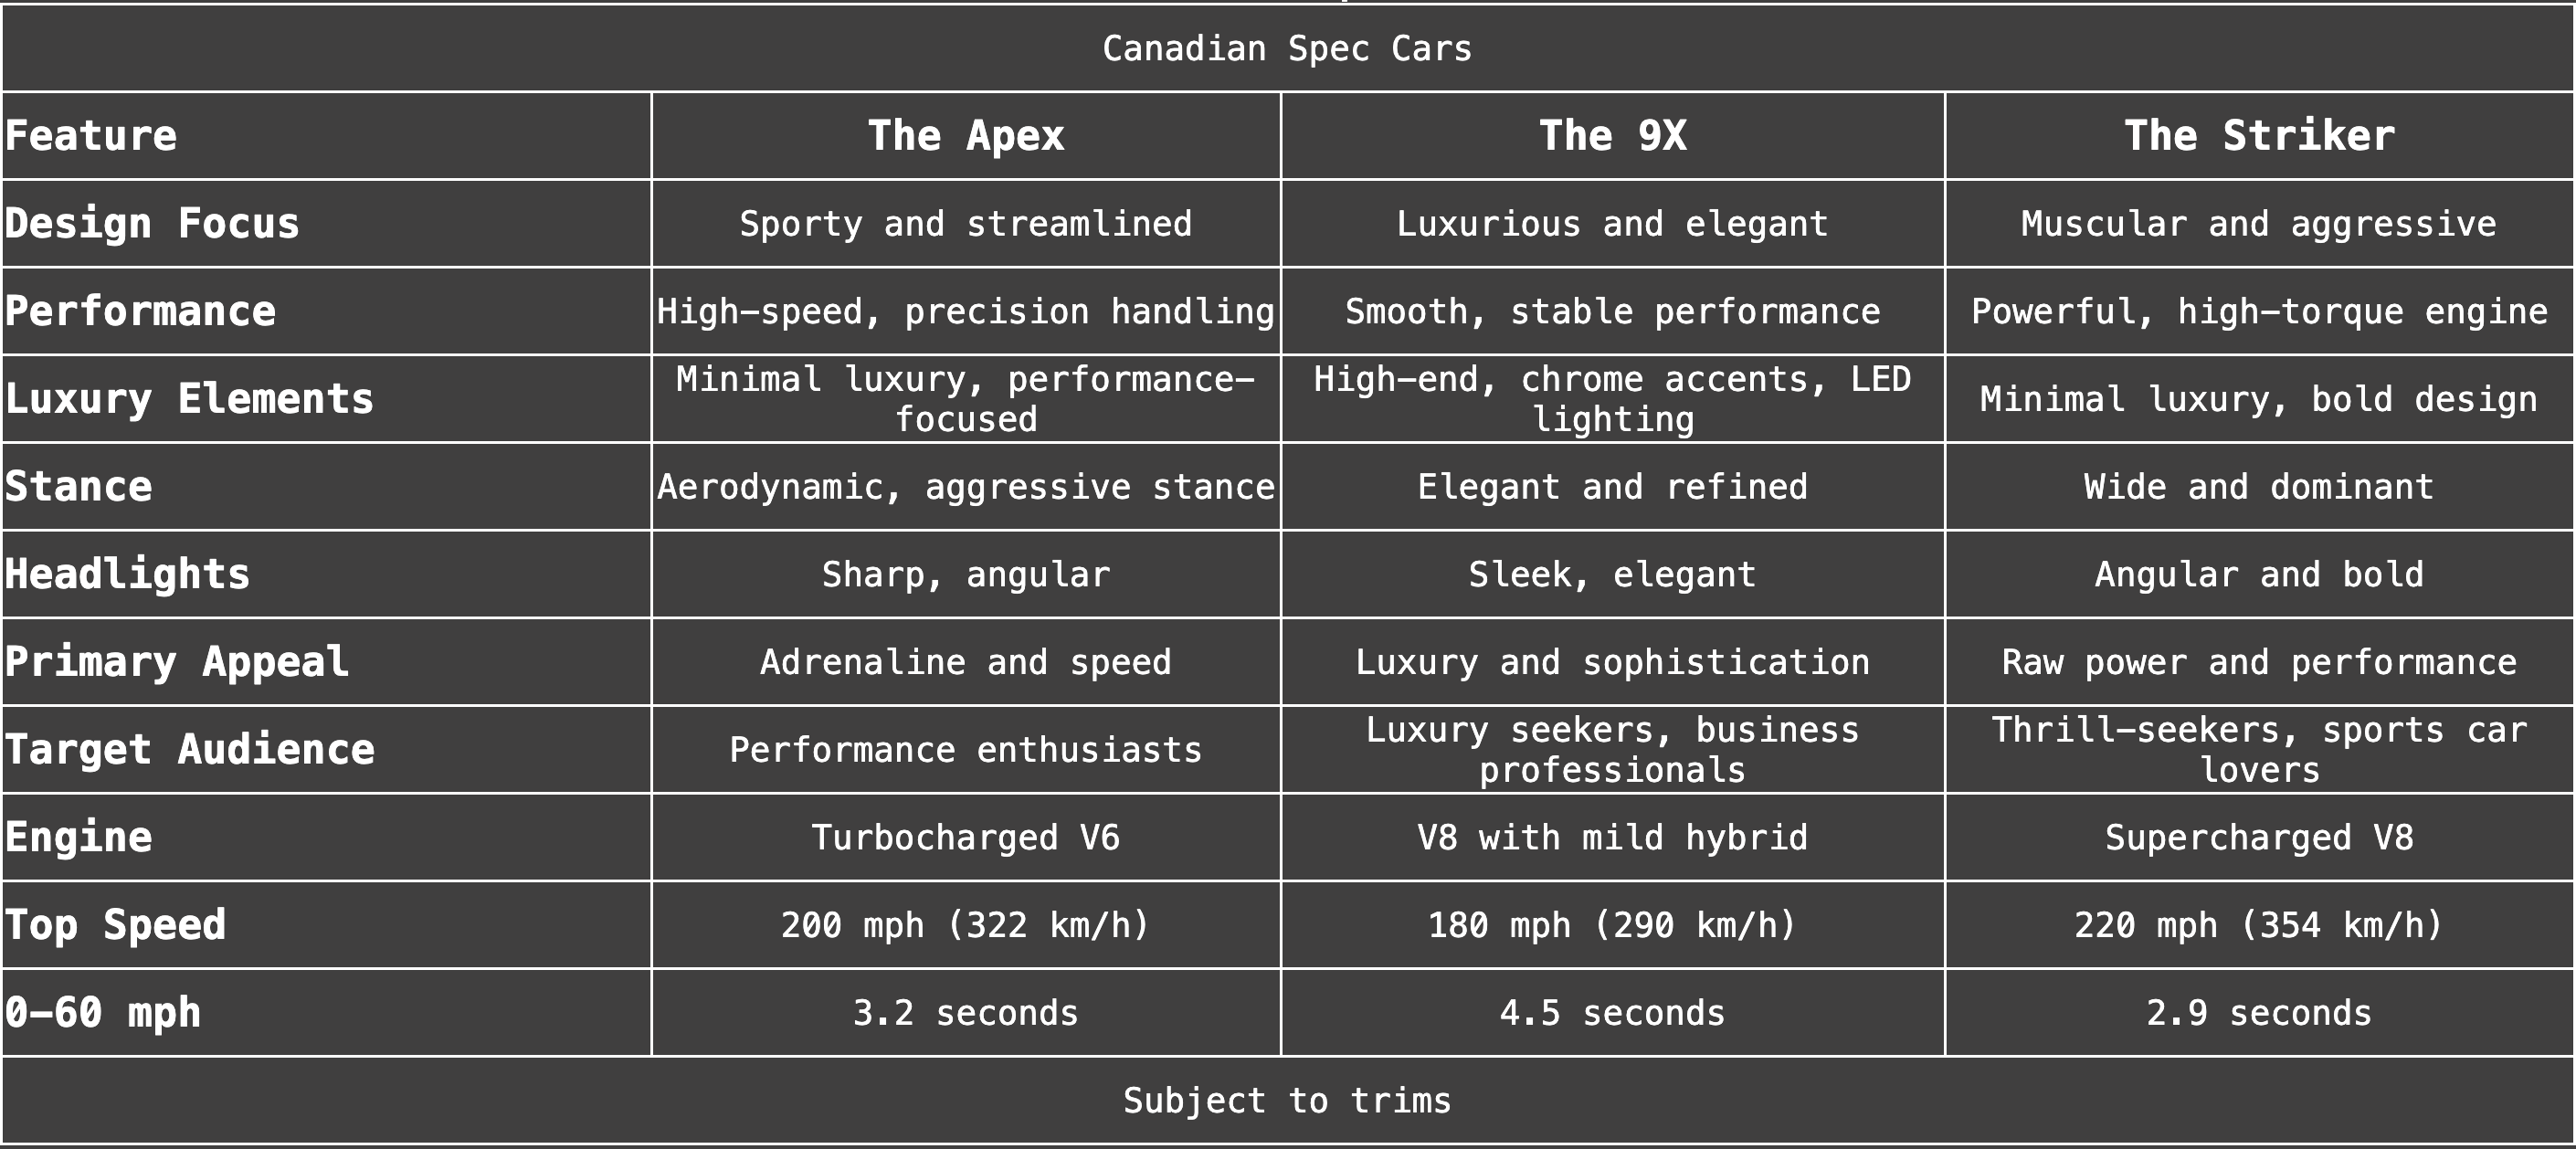 Canadian Spec Cars
Feature The Apex The 9X The Striker
Design Focus Sporty and streamlined Luxurious and elegant Muscular and aggressive
Performance High-speed, precision handling Smooth, stable performance Powerful, high-torque engine
Luxury Elements Minimal luxury, performance-
focused High-end, chrome accents, LED
lighting Minimal luxury, bold design
Stance Aerodynamic, aggressive stance Elegant and refined Wide and dominant
Headlights Sharp, angular Sleek, elegant Angular and bold
Primary Appeal Adrenaline and speed Luxury and sophistication Raw power and performance
Target Audience Performance enthusiasts Luxury seekers, business
professionals Thrill-seekers, sports car
lovers
Engine Turbocharged V6 V8 with mild hybrid Supercharged V8
Top Speed 200 mph (322 km/h) 180 mph (290 km/h) 220 mph (354 km/h)
0-60 mph 3.2 seconds 4.5 seconds 2.9 seconds
Subject to trims